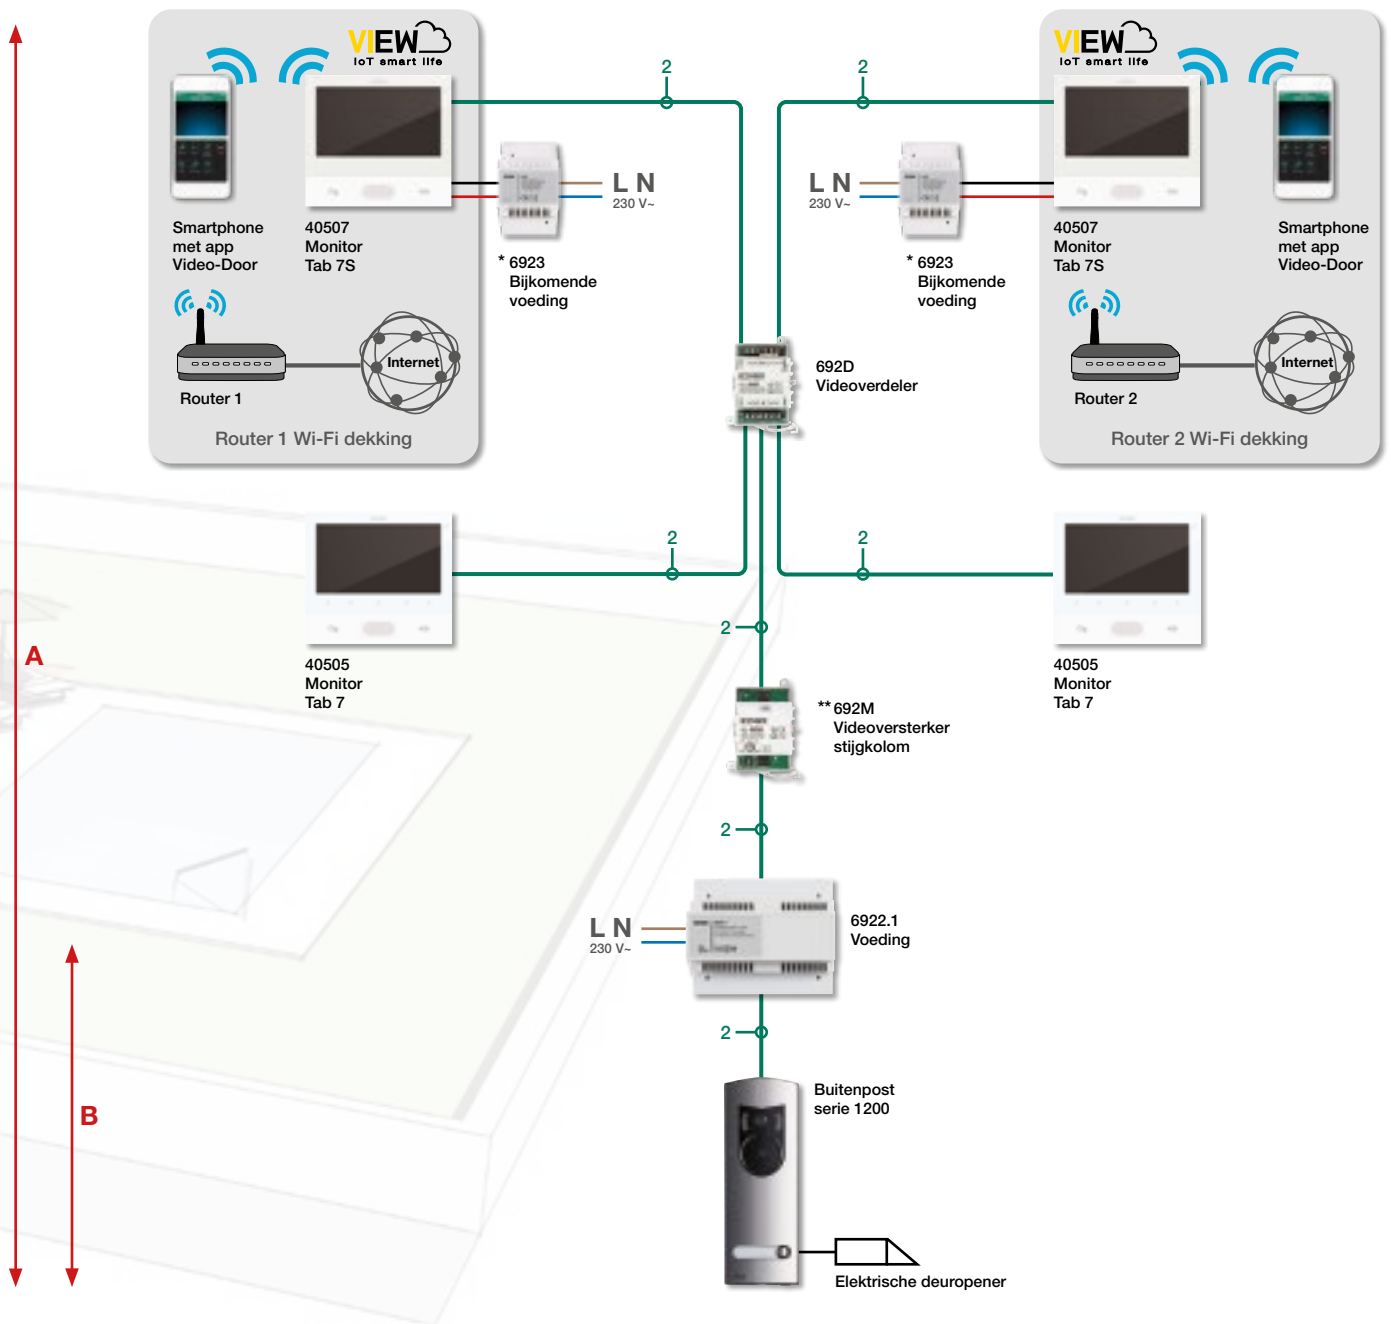 VIEW
IoT smart life
VIEW
IoT smart life
2
2
L N
230 V~
L N
230 V~
Smartphone
met app
Video-Door
40507
Monitor
Tab 7S
* 6923
Bijkomende
voeding
* 6923
Bijkomende
voeding
40507
Monitor
Tab 7S
Smartphone
met app
Video-Door
Internet
Router 1
Router 1 Wi-Fi dekking
692D
Videoverdeler
Internet
Router 2
Router 2 Wi-Fi dekking
2
2
2
A
40505
Monitor
Tab 7
40505
Monitor
Tab 7
** 692M
Videoversterker
stijgkolom
2
L N
230 V~
6922.1
Voeding
2
B
Buitenpost
serie 1200
Elektrische deuropener